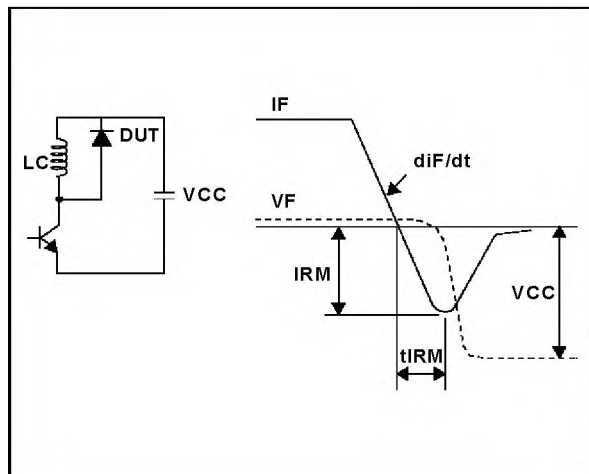 DUT
LC
VCC
IF
diF/dt
VF
IRM
VCC
tIRM